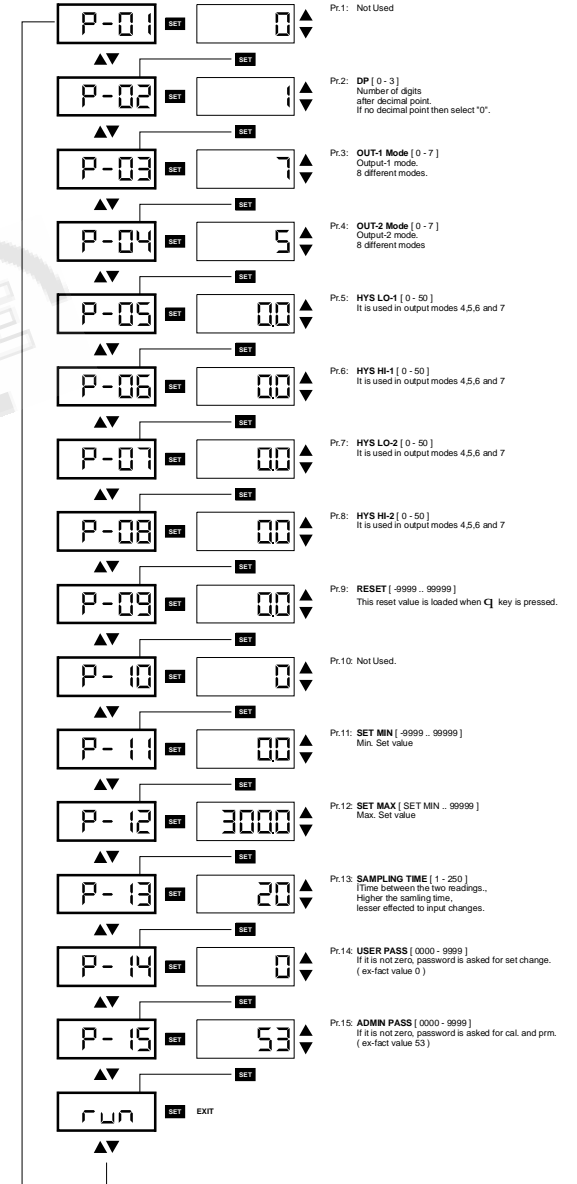 P-01 SET 0 Pr.1: Not Used
SET
P-02 SET 1 Pr.2: DP [ 0 - 3 ]
Number of digits
after decimal point.
If no decimal point then select "0".
SET
P-03 SET 7 Pr.3: OUT-1 Mode [ 0 - 7 ]
Output-1 mode.
8 different modes.
SET
P-04 SET 5 Pr.4: OUT-2 Mode [ 0 - 7 ]
Output-2 mode.
8 different modes
SET
P-05 SET 0.0 Pr.5: HYS LO-1 [ 0 - 50 ]
It is used in output modes 4,5,6 and 7
SET
P-06 SET 0.0 Pr.6: HYS HI-1 [ 0 - 50 ]
It is used in output modes 4,5,6 and 7
SET
P-07 SET 0.0 Pr.7: HYS LO-2 [ 0 - 50 ]
It is used in output modes 4,5,6 and 7
SET
P-08 SET 0.0 Pr.8: HYS HI-2 [ 0 - 50 ]
It is used in output modes 4,5,6 and 7
SET
P-09 SET 0.0 Pr.9: RESET [ -9999 .. 99999 ]
This reset value is loaded when key is pressed.
SET
P-10 SET 0 Pr.10: Not Used.
SET
P-11 SET 0.0 Pr.11: SET MIN [ -9999 .. 99999 ]
Min. Set value
SET
P-12 SET 300.0 Pr.12: SET MAX [ SET MIN .. 99999 ]
Max. Set value
SET
P-13 SET 20 Pr.13: SAMPLING TIME [ 1 - 250 ]
İTime between the two readings.,
Higher the samling time,
lesser effected to input changes.
SET
P-14 SET 0 Pr.14: USER PASS [ 0000 - 9999 ]
If it is not zero, password is asked for set change.
( ex-fact value 0 )
SET
P-15 SET 53 Pr.15: ADMIN PASS [ 0000 - 9999 ]
If it is not zero, password is asked for cal. and prm.
( ex-fact value 53 )
SET
run SET EXIT